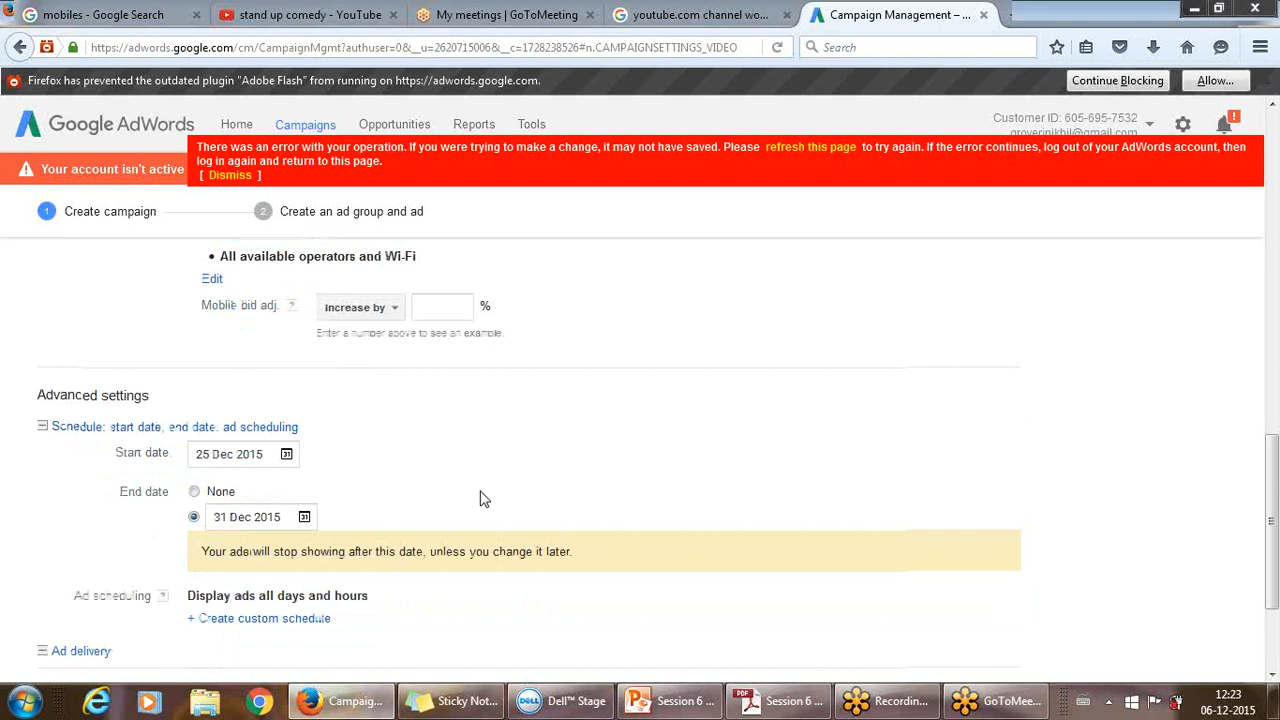 mobiles - Google Search
stand up comedy - YouTube
My meetings | GoToMeeting
youtube.com channel wo...
Campaign Management – ...
https://adwords.google.com/cm/CampaignMgmt?authuser=0&__u=2620715006&__c=1728238526#n.CAMPAIGNSETTINGS_VIDEO
Search
Firefox has prevented the outdated plugin "Adobe Flash" from running on https://adwords.google.com.
Continue Blocking
Allow...
Google AdWords
Home
Campaigns
Opportunities
Reports
Tools
Customer ID: 605-695-7532
groverinikhil@gmail.com
Your account isn't active
There was an error with your operation. If you were trying to make a change, it may not have saved. Please refresh this page to try again. If the error continues, log out of your AdWords account, then
log in again and return to this page.
[ Dismiss ]
1 Create campaign
2 Create an ad group and ad
• All available operators and Wi-Fi
Edit
Mobile bid adj. ?
Increase by
%
Enter a number above to see an example.
Advanced settings
Schedule: start date, end date, ad scheduling
Start date
25 Dec 2015
End date
None
31 Dec 2015
Your ads will stop showing after this date, unless you change it later.
Ad scheduling ?
Display ads all days and hours
+ Create custom schedule
Ad delivery
Campaig...
Sticky Not...
Dell™ Stage
Session 6 ...
Session 6 ...
Recording...
GoToMee...
12:23
06-12-2015